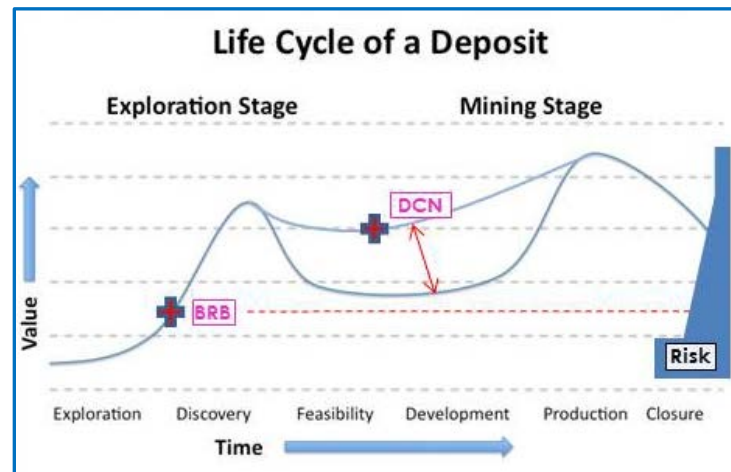 Life Cycle of a Deposit
Exploration Stage Mining Stage
DCN
BRB
Value
Risk
Exploration Discovery Feasibility Development Production Closure
Time